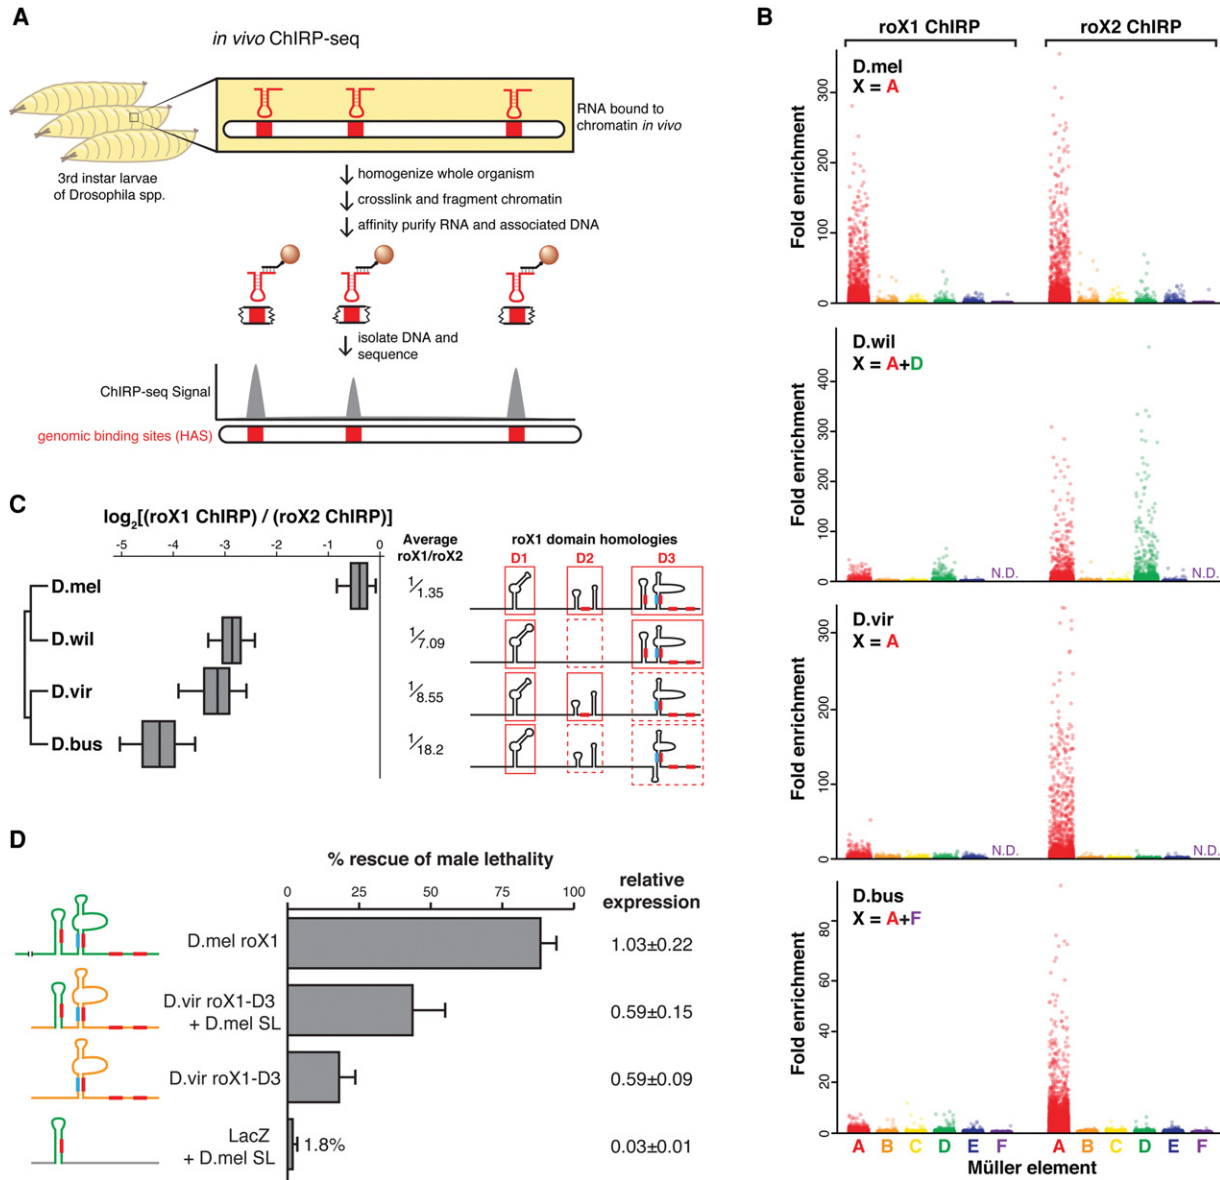 A
in vivo ChIRP-seq
RNA bound to
chromatin in vivo
3rd instar larvae
of Drosophila spp.
homogenize whole organism
crosslink and fragment chromatin
affinity purify RNA and associated DNA
isolate DNA and
sequence
ChIRP-seq Signal
genomic binding sites (HAS)
B
roX1 ChIRP
roX2 ChIRP
D.mel
X = A
Fold enrichment
300
200
100
0
D.wil
X = A+D
Fold enrichment
400
300
200
100
0
N.D.
N.D.
D.vir
X = A
Fold enrichment
300
200
100
0
N.D.
N.D.
D.bus
X = A+F
Fold enrichment
80
60
40
20
0
A B C D E F A B C D E F
Müller element
C
log2[(roX1 ChIRP) / (roX2 ChIRP)]
-5 -4 -3 -2 -1 0
Average
roX1/roX2
roX1 domain homologies
D1 D2 D3
D.mel
1/1.35
D.wil
1/7.09
D.vir
1/8.55
D.bus
1/18.2
D
% rescue of male lethality
0 25 50 75 100
relative
expression
D.mel roX1
1.03±0.22
D.vir roX1-D3
+ D.mel SL
0.59±0.15
D.vir roX1-D3
0.59±0.09
LacZ
+ D.mel SL
1.8%
0.03±0.01